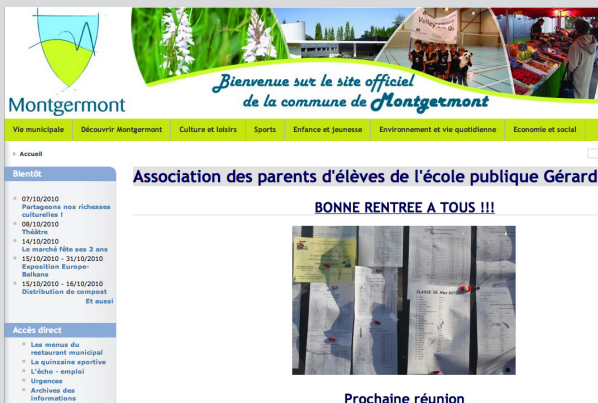 Volley
Bienvenue sur le site officiel
de la commune de Montgermont
Montgermont
Vie municipale
Découvrir Montgermont
Culture et loisirs
Sports
Enfance et jeunesse
Environnement et vie quotidienne
Economie et social
Accueil
Bientôt
07/10/2010
Partageons nos richesses
culturelles !
08/10/2010
Théâtre
14/10/2010
Le marché fête ses 2 ans
15/10/2010 - 31/10/2010
Exposition Europe-
Balkans
15/10/2010 - 16/10/2010
Distribution de compost
Et aussi
Accès direct
Les menus du
restaurant municipal
La quinzaine sportive
L'écho - emploi
Urgences
Archives des
informations
Association des parents d'élèves de l'école publique Gérard
BONNE RENTREE A TOUS !!!
CLASSE DE
Prochaine réunion